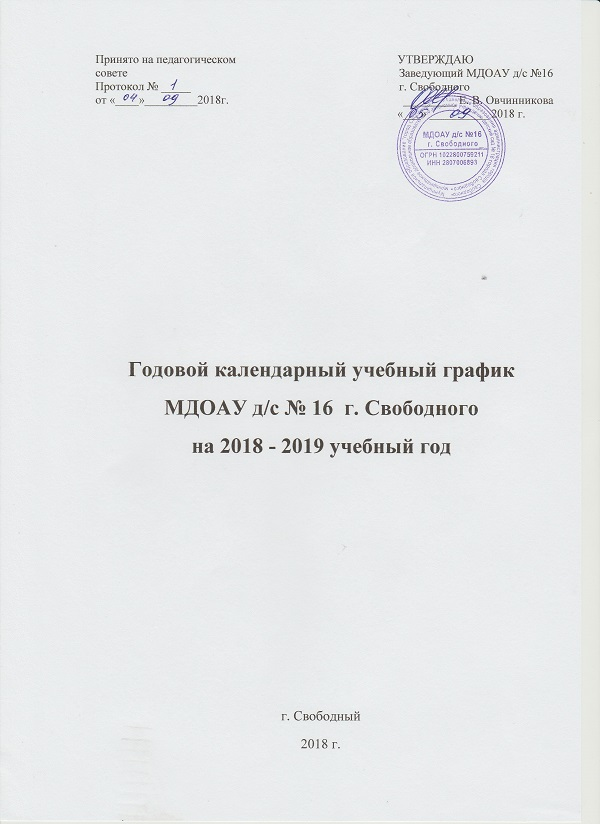 Принято на педагогическом
совете
Протокол № 1
от «04» 09 2018г.
УТВЕРЖДАЮ
Заведующий МДОАУ д/с №16
г. Свободного
Е. В. Овчинникова
«05» 09 2018 г.
МДОАУ д/с №16
г. Свободного
ОГРН 1022800759211
ИНН 2807006893
Годовой календарный учебный график
МДОАУ д/с № 16 г. Свободного
на 2018 - 2019 учебный год
г. Свободный
2018 г.